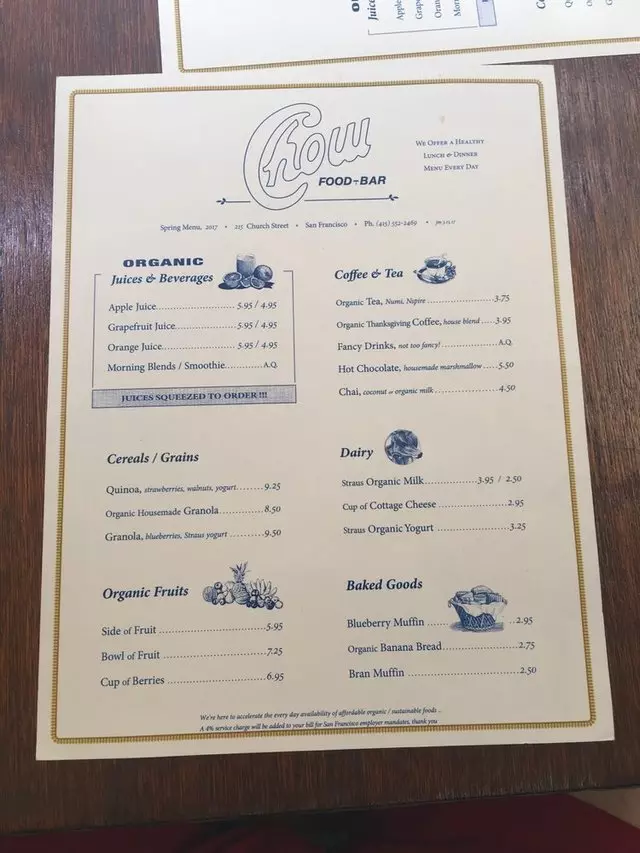 Juices
Chow
FOOD-BAR
WE OFFER A HEALTHY
LUNCH & DINNER
MENU EVERY DAY
Spring Menu, 2017 • 215 Church Street • San Francisco • Ph. (415) 552-2469 •
ORGANIC
Juices & Beverages
Apple Juice....................5.95 / 4.95
Grapefruit Juice................5.95 / 4.95
Orange Juice....................5.95 / 4.95
Morning Blends / Smoothie............A.Q.
JUICES SQUEEZED TO ORDER !!!
Coffee & Tea
Organic Tea, Numi, Napire....................3.75
Organic Thanksgiving Coffee, house blend.....3.95
Fancy Drinks, not too fancy!.................A.Q.
Hot Chocolate, housemade marshmallow.....5.50
Chai, coconut or organic milk................4.50
Cereals / Grains
Quinoa, strawberries, walnuts, yogurt.........9.25
Organic Housemade Granola..............8.50
Granola, blueberries, Straus yogurt..........9.50
Dairy
Straus Organic Milk..................3.95 / 2.50
Cup of Cottage Cheese.......................2.95
Straus Organic Yogurt.......................3.25
Organic Fruits
Side of Fruit..............................5.95
Bowl of Fruit..............................7.25
Cup of Berries.............................6.95
Baked Goods
Blueberry Muffin.........2.95
Organic Banana Bread....................2.75
Bran Muffin................................2.50
We're here to accelerate the every day availability of affordable organic / sustainable foods ..
A 4% service charge will be added to your bill for San Francisco employer mandates, thank you